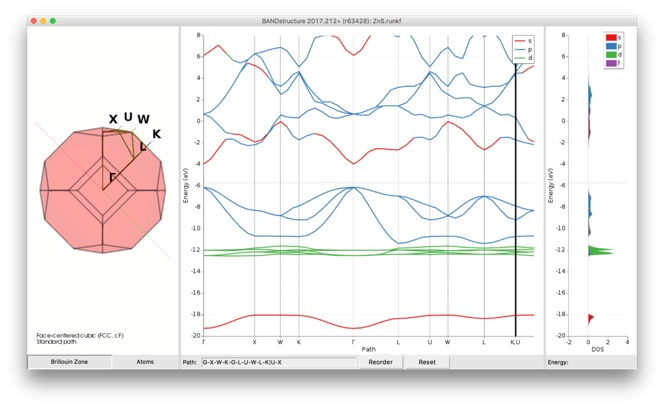 BANDstructure 2017.212+ (r63428): ZnS.runkf
X U W
K
L
Γ
Face-centered cubic (FCC, cF)
Standard path
Brillouin Zone
Atoms
8
6
4
2
0
-2
-4
-6
-8
-10
-12
-14
-16
-18
-20
Energy (eV)
Γ X W K Γ L U W L K,U X
Path
s
p
d
Path: G-X-W-K-G-L-U-W-L-K|U-X
Reorder
Reset
8
6
4
2
0
-2
-4
-6
-8
-10
-12
-14
-16
-18
-20
Energy (eV)
s
p
d
f
-2 0 2 4
DOS
Energy: